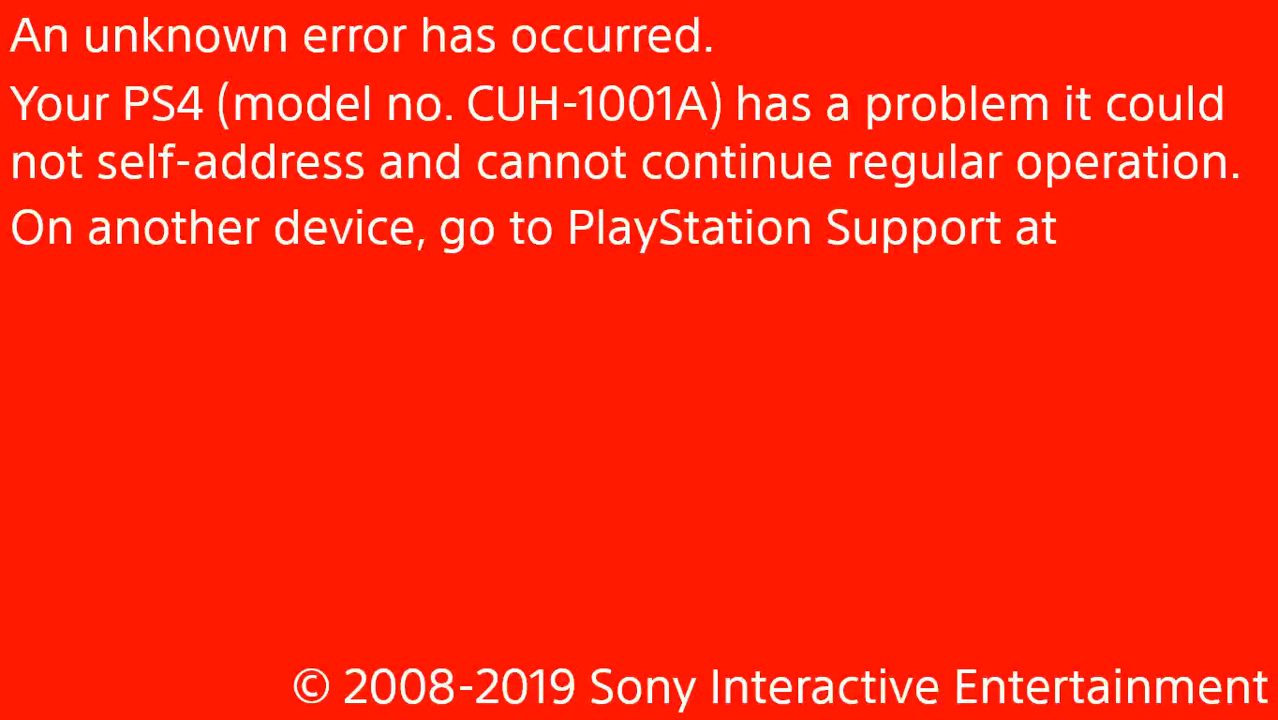 An unknown error has occurred.
Your PS4 (model no. CUH-1001A) has a problem it could
not self-address and cannot continue regular operation.
On another device, go to PlayStation Support at
© 2008-2019 Sony Interactive Entertainment